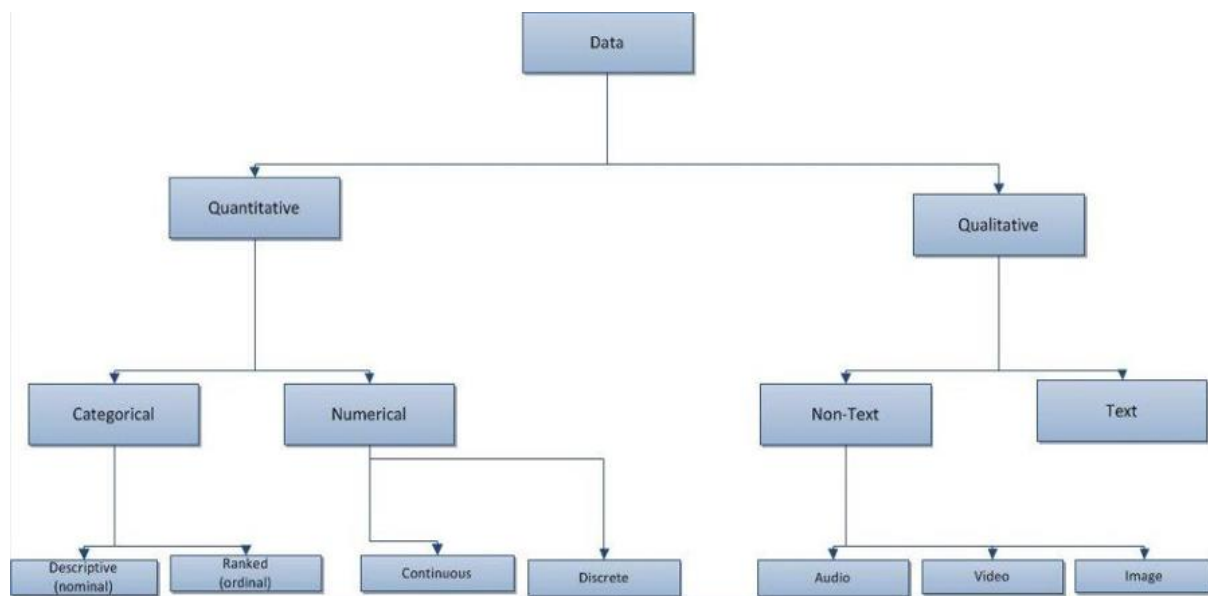 Data
Quantitative
Qualitative
Categorical
Numerical
Non-Text
Text
Descriptive
(nominal)
Ranked
(ordinal)
Continuous
Discrete
Audio
Video
Image